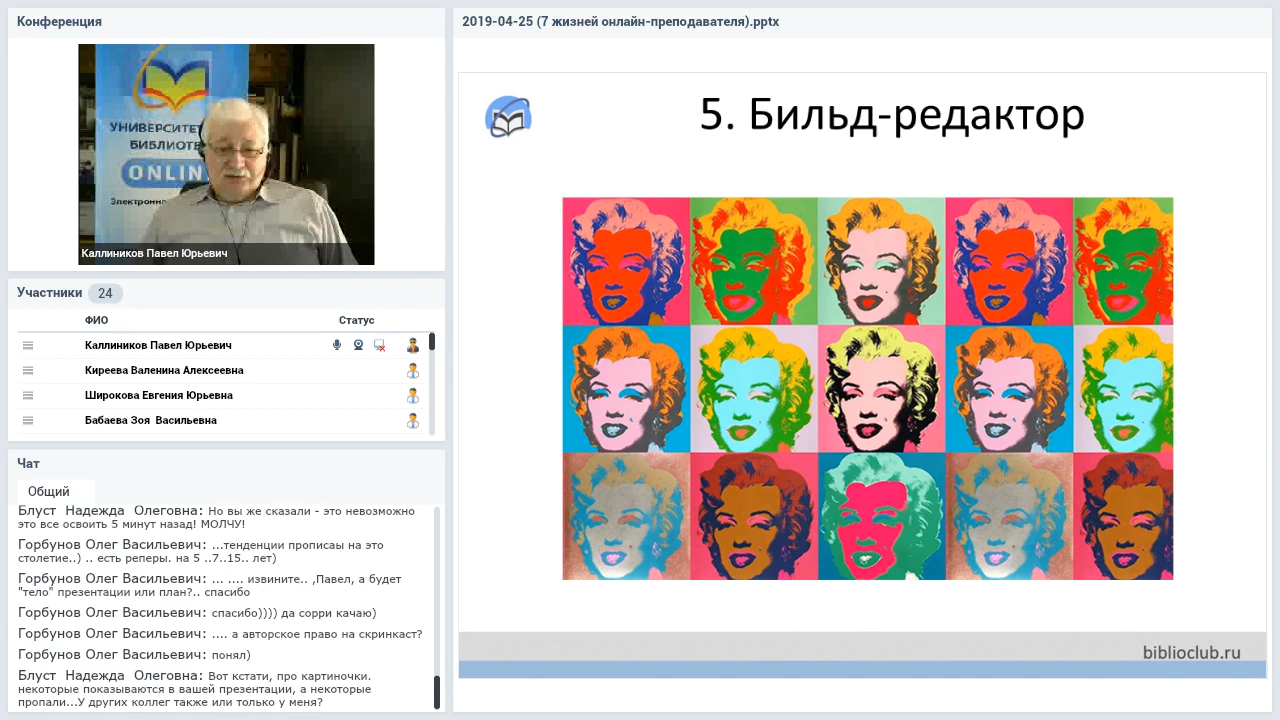 Конференция
УНИВЕРСИТЕТ
БИБЛИОТЕ
ONLIN
Электронно
Каллиников Павел Юрьевич
Участники 24
ФИО Статус
Каллиников Павел Юрьевич
Киреева Валенина Алексеевна
Широкова Евгения Юрьевна
Бабаева Зоя Васильевна
Чат
Общий
Блуст Надежда Олеговна: Но вы же сказали - это невозможно
это все освоить 5 минут назад! МОЛЧУ!
Горбунов Олег Васильевич: ...тенденции прописаы на это
столетие..) .. есть реперы. на 5 ..7..15.. лет)
Горбунов Олег Васильевич: ... .... извините.. ,Павел, а будет
"тело" презентации или план?.. спасибо
Горбунов Олег Васильевич: спасибо)))) да сорри качаю)
Горбунов Олег Васильевич: .... а авторское право на скринкаст?
Горбунов Олег Васильевич: понял)
Блуст Надежда Олеговна: Вот кстати, про картиночки.
некоторые показываются в вашей презентации, а некоторые
пропали...У других коллег также или только у меня?
2019-04-25 (7 жизней онлайн-преподавателя).pptx
5. Бильд-редактор
biblioclub.ru